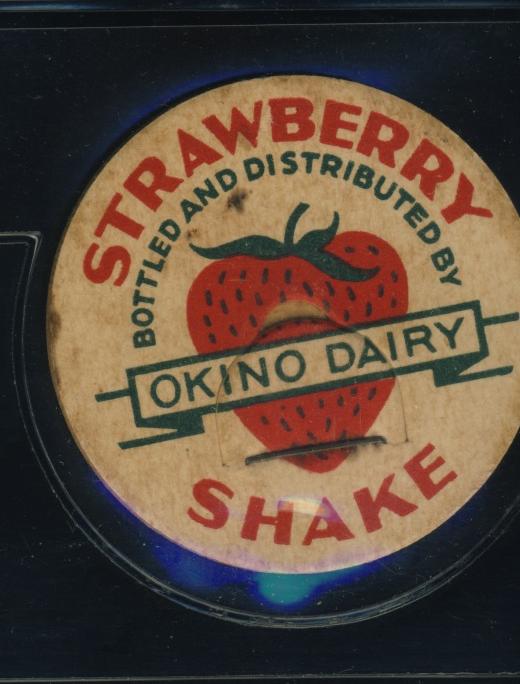 STRAWBERRY
BOTTLED AND DISTRIBUTED BY
OKINO DAIRY
SHAKE